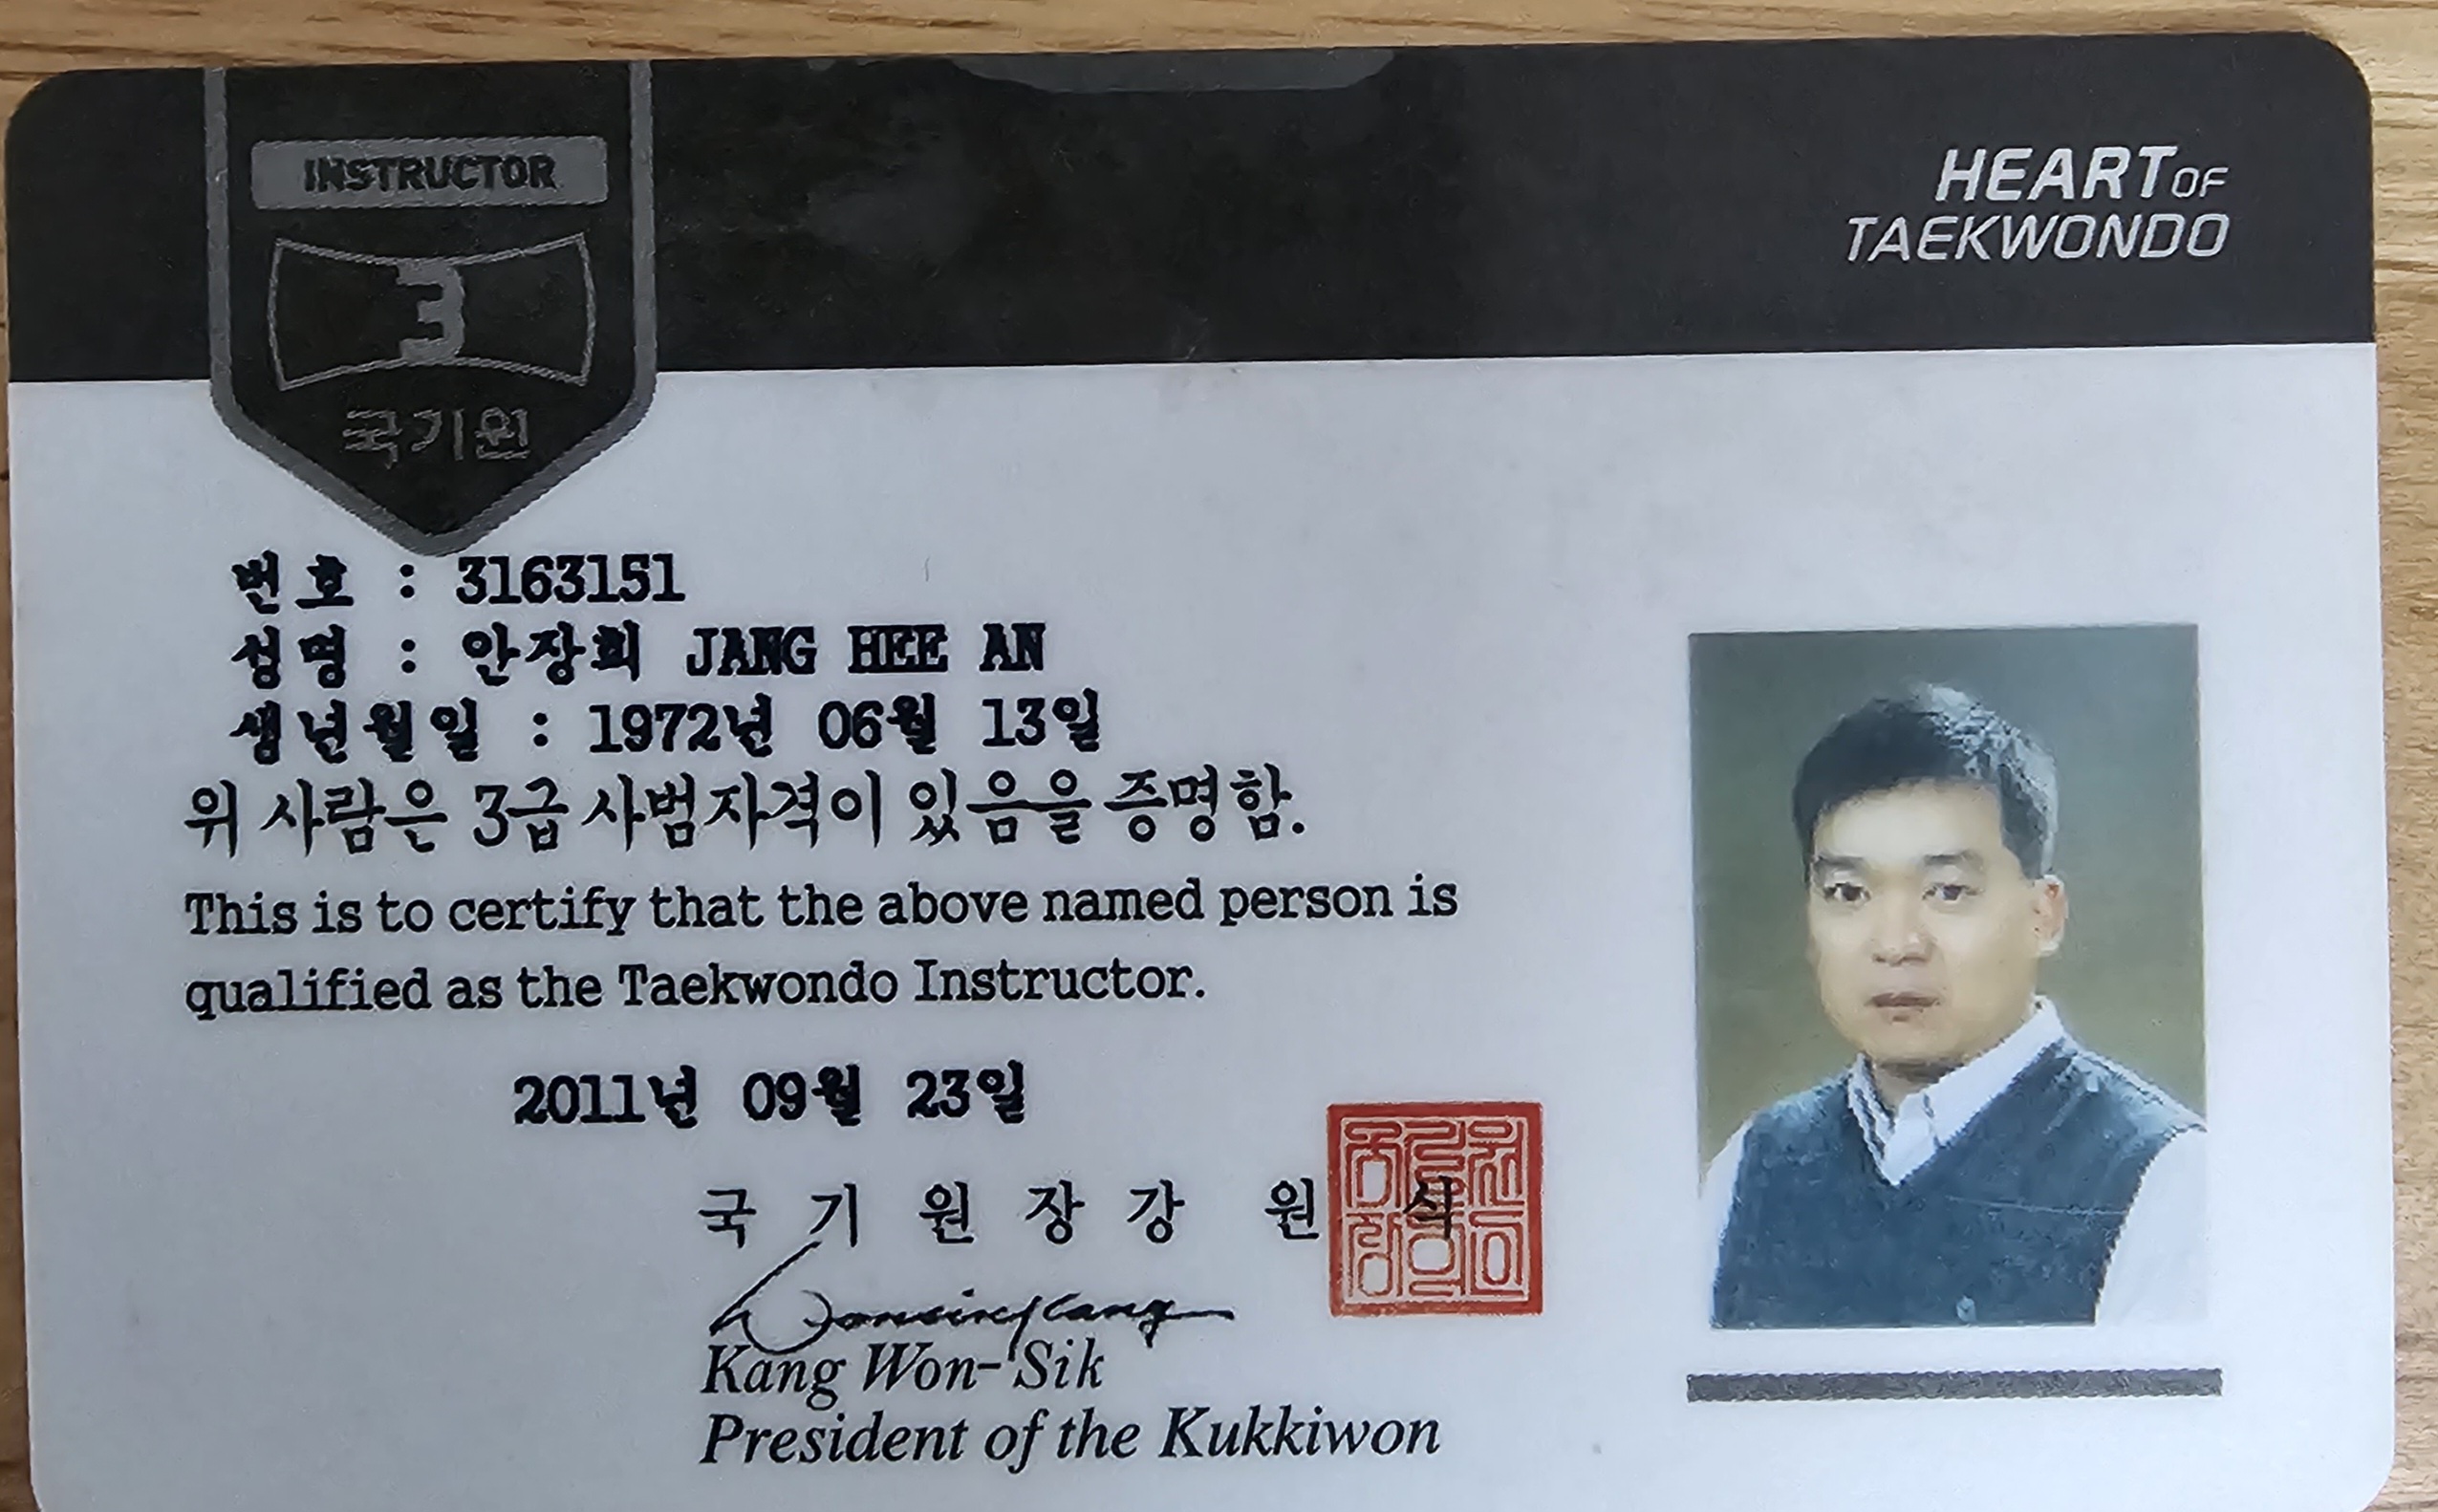 INSTRUCTOR
3
국기원
HEART OF
TAEKWONDO
번호 : 3163151
성명 : 안장희 JANG HEE AN
생년월일 : 1972년 06월 13일
위 사람은 3급 사범자격이 있음을 증명함.
This is to certify that the above named person is
qualified as the Taekwondo Instructor.
2011년 09월 23일
국 기 원 장 강 원 식
Kang Won-Sik
President of the Kukkiwon